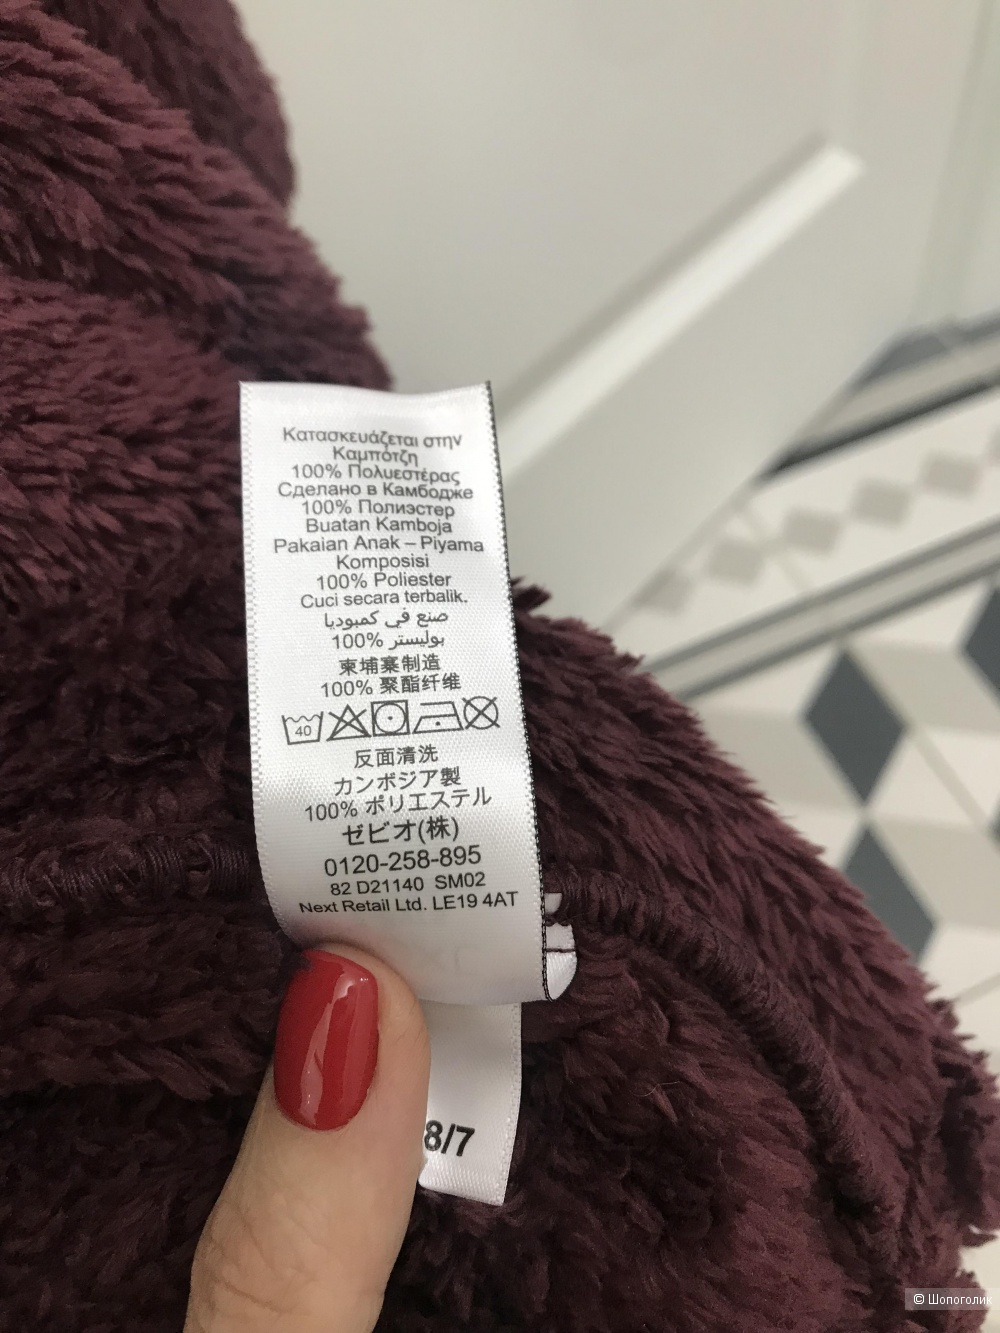 Κατασκευάζεται στην
Καμπότζη
100% Πολυεστέρας
Сделано в Камбодже
100% Полиэстер
Buatan Kamboja
Pakaian Anak – Piyama
Komposisi
100% Poliester
Cuci secara terbalik.
صنع في كمبوديا
100% بوليستر
柬埔寨制造
100% 聚酯纤维
40
反面清洗
カンボジア製
100% ポリエステル
ゼビオ(株)
0120-258-895
82 D21140 SM02
Next Retail Ltd. LE19 4AT
8/7
© Шопоголик